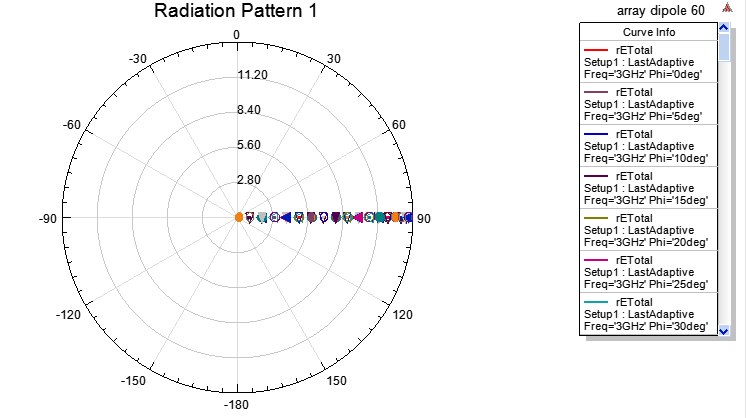 Radiation Pattern 1
array dipole 60
0
-30
30
11.20
8.40
-60
60
5.60
2.80
-90
90
-120
120
-150
150
-180
Curve Info
rETotal
Setup1 : LastAdaptive
Freq='3GHz' Phi='0deg'
rETotal
Setup1 : LastAdaptive
Freq='3GHz' Phi='5deg'
rETotal
Setup1 : LastAdaptive
Freq='3GHz' Phi='10deg'
rETotal
Setup1 : LastAdaptive
Freq='3GHz' Phi='15deg'
rETotal
Setup1 : LastAdaptive
Freq='3GHz' Phi='20deg'
rETotal
Setup1 : LastAdaptive
Freq='3GHz' Phi='25deg'
rETotal
Setup1 : LastAdaptive
Freq='3GHz' Phi='30deg'